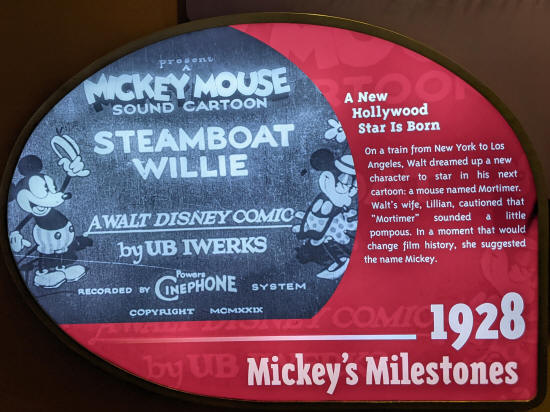 present
MICKEY MOUSE
SOUND CARTOON
STEAMBOAT
WILLIE
A WALT DISNEY COMIC
by UB IWERKS
RECORDED BY Powers CINEPHONE SYSTEM
COPYRIGHT MCMXXIX
A New
Hollywood
Star Is Born
On a train from New York to Los
Angeles, Walt dreamed up a new
character to star in his next
cartoon: a mouse named Mortimer.
Walt's wife, Lillian, cautioned that
"Mortimer" sounded a little
pompous. In a moment that would
change film history, she suggested
the name Mickey.
1928
Mickey's Milestones